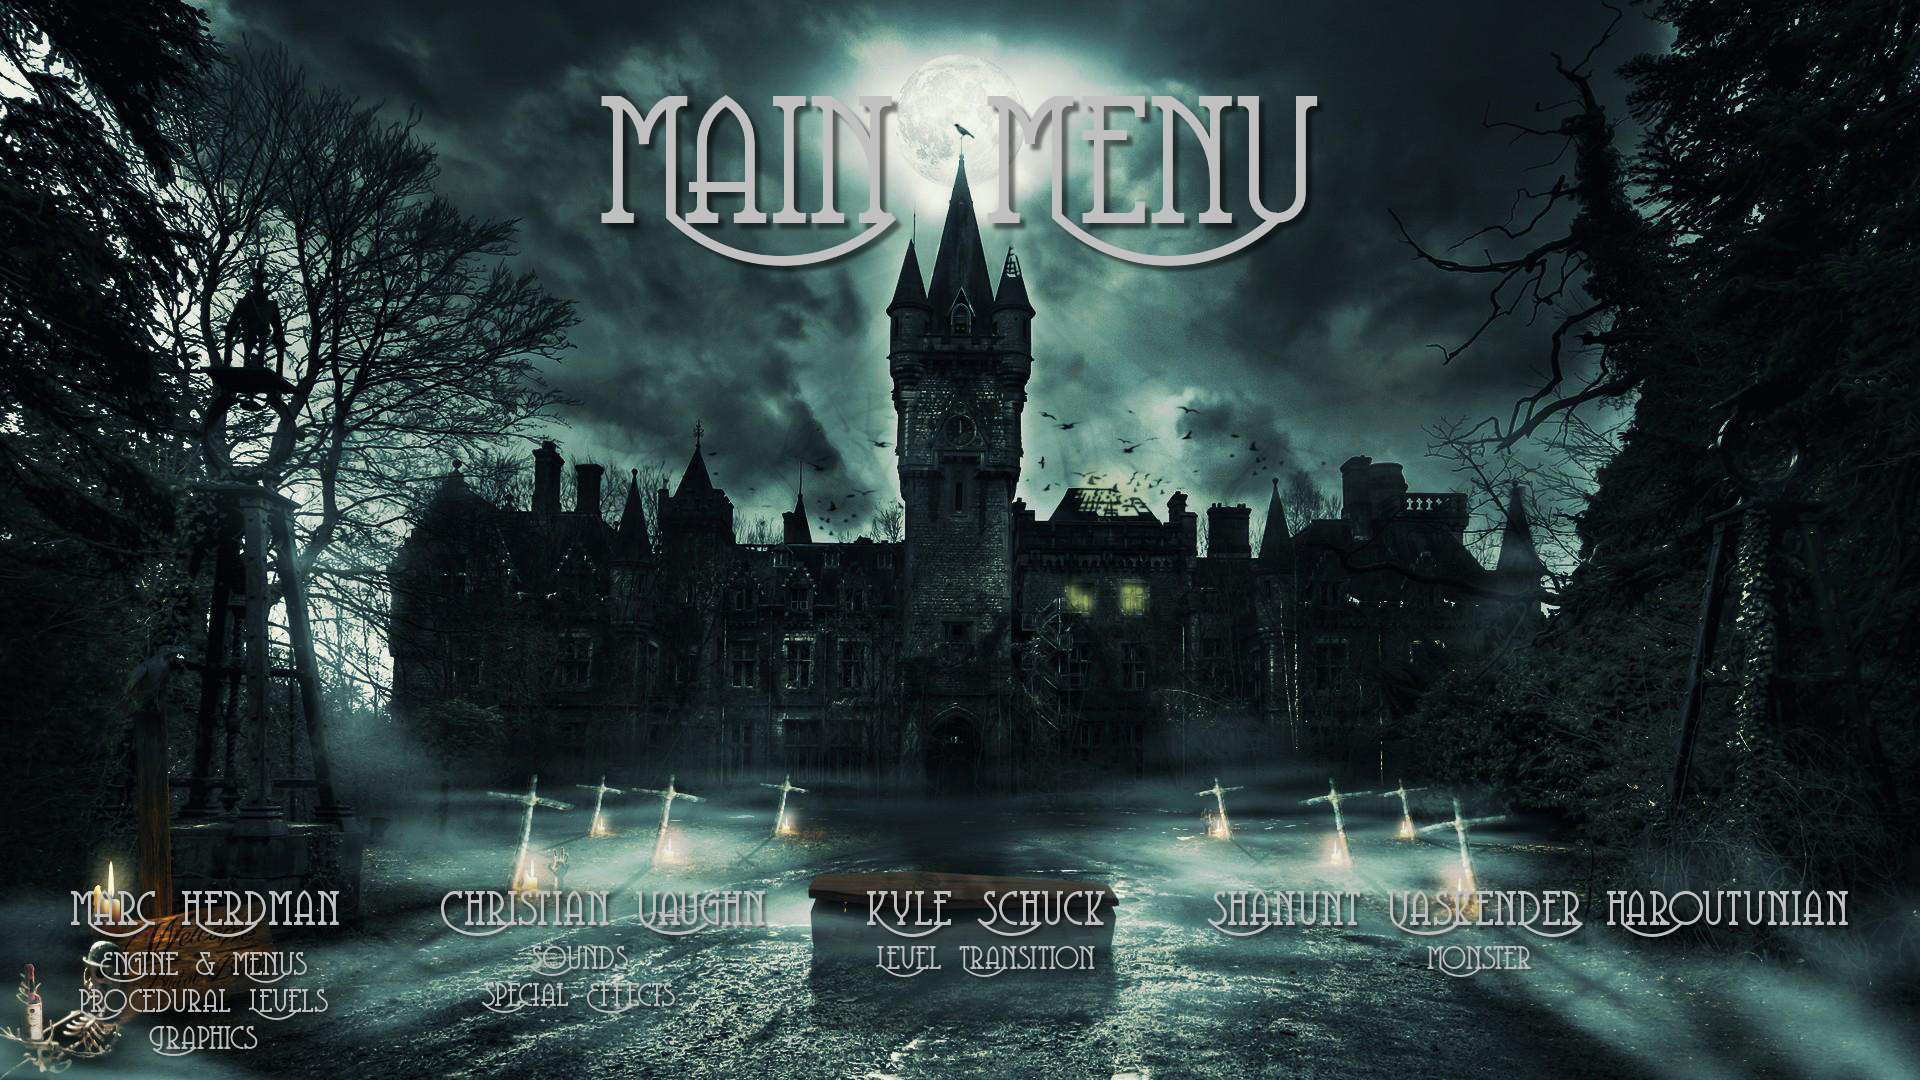 MAIN MENU
MARC HERDMAN
ENGINE & MENUS
PROCEDURAL LEVELS
GRAPHICS
CHRISTIAN VAUGHN
SOUNDS
SPECIAL EFFECTS
KYLE SCHUCK
LEVEL TRANSITION
SHANUNT VASKENDER HAROUTUNIAN
MONSTER
Welcome